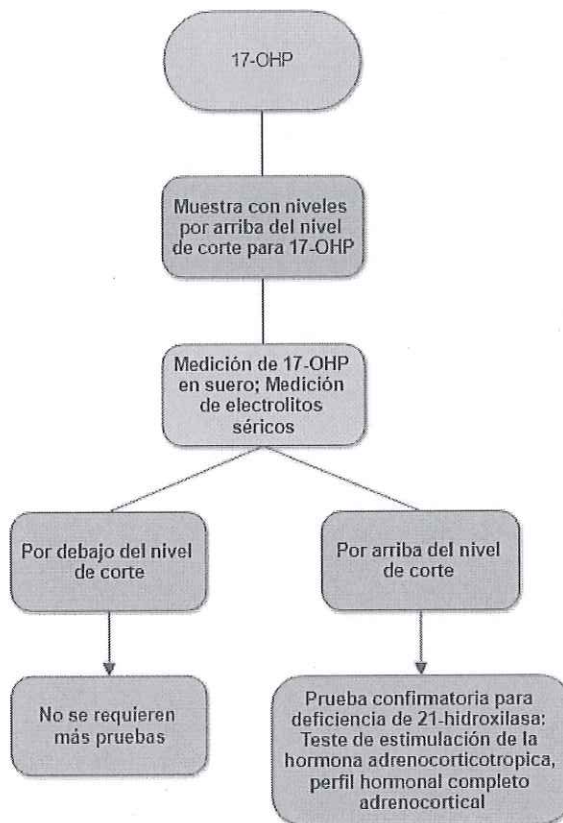 17-OHP
Muestra con niveles
por arriba del nivel
de corte para 17-OHP
Medición de 17-OHP
en suero; Medición
de electrolitos
séricos
Por debajo del nivel
de corte
Por arriba del nivel
de corte
No se requieren
más pruebas
Prueba confirmatoria para
deficiencia de 21-hidroxilasa:
Teste de estimulación de la
hormona adrenocorticotropica,
perfil hormonal completo
adrenocortical